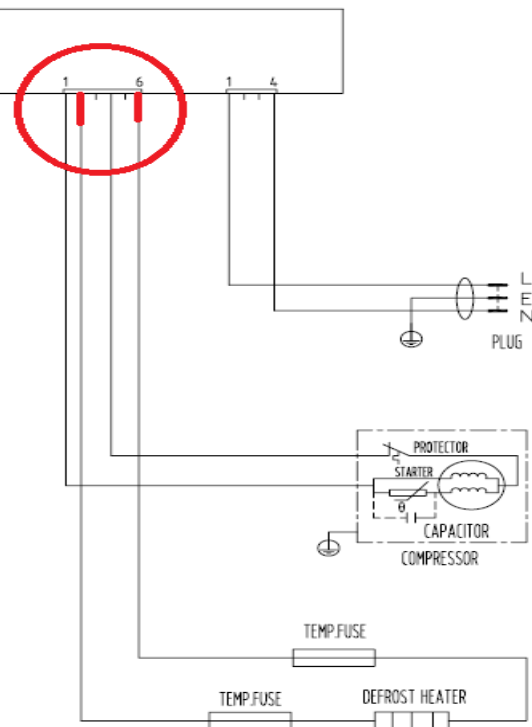 1 6 1 4
L
E
N
PLUG
PROTECTOR
STARTER
θ
CAPACITOR
COMPRESSOR
TEMP.FUSE
TEMP.FUSE DEFROST HEATER